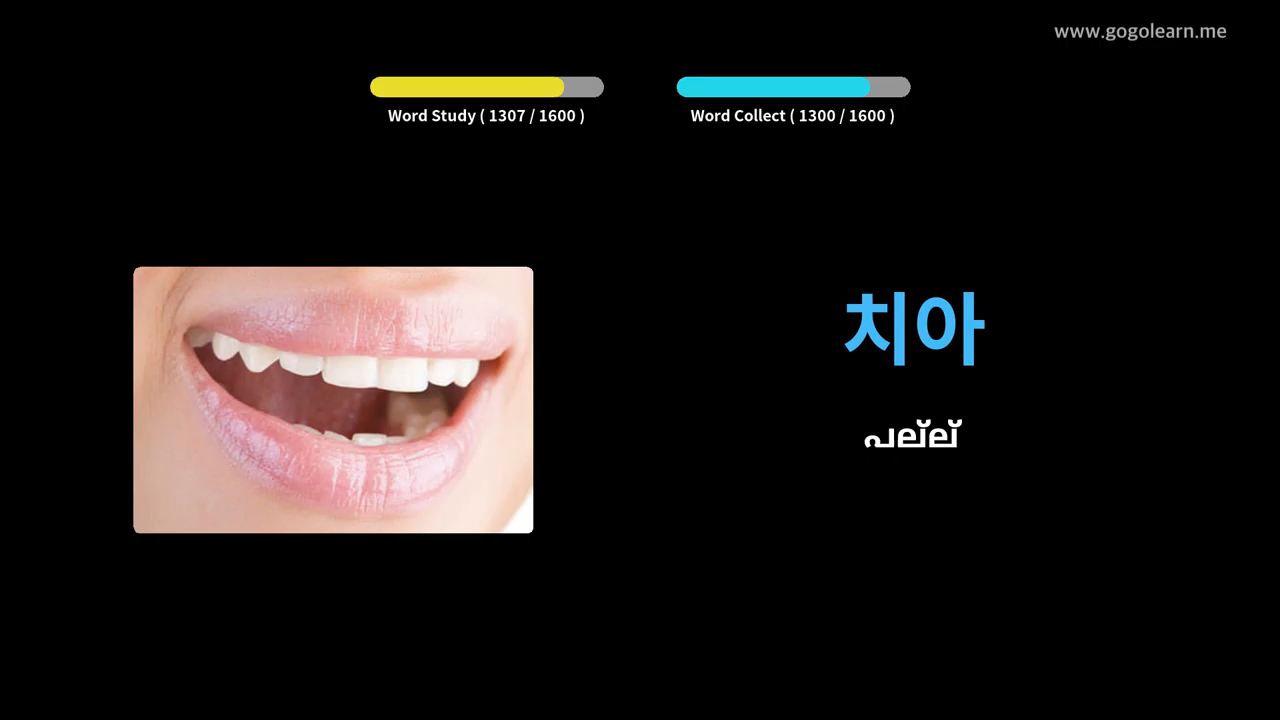 www.gogolearn.me
Word Study ( 1307 / 1600 )
Word Collect ( 1300 / 1600 )
치아
പല്ല്